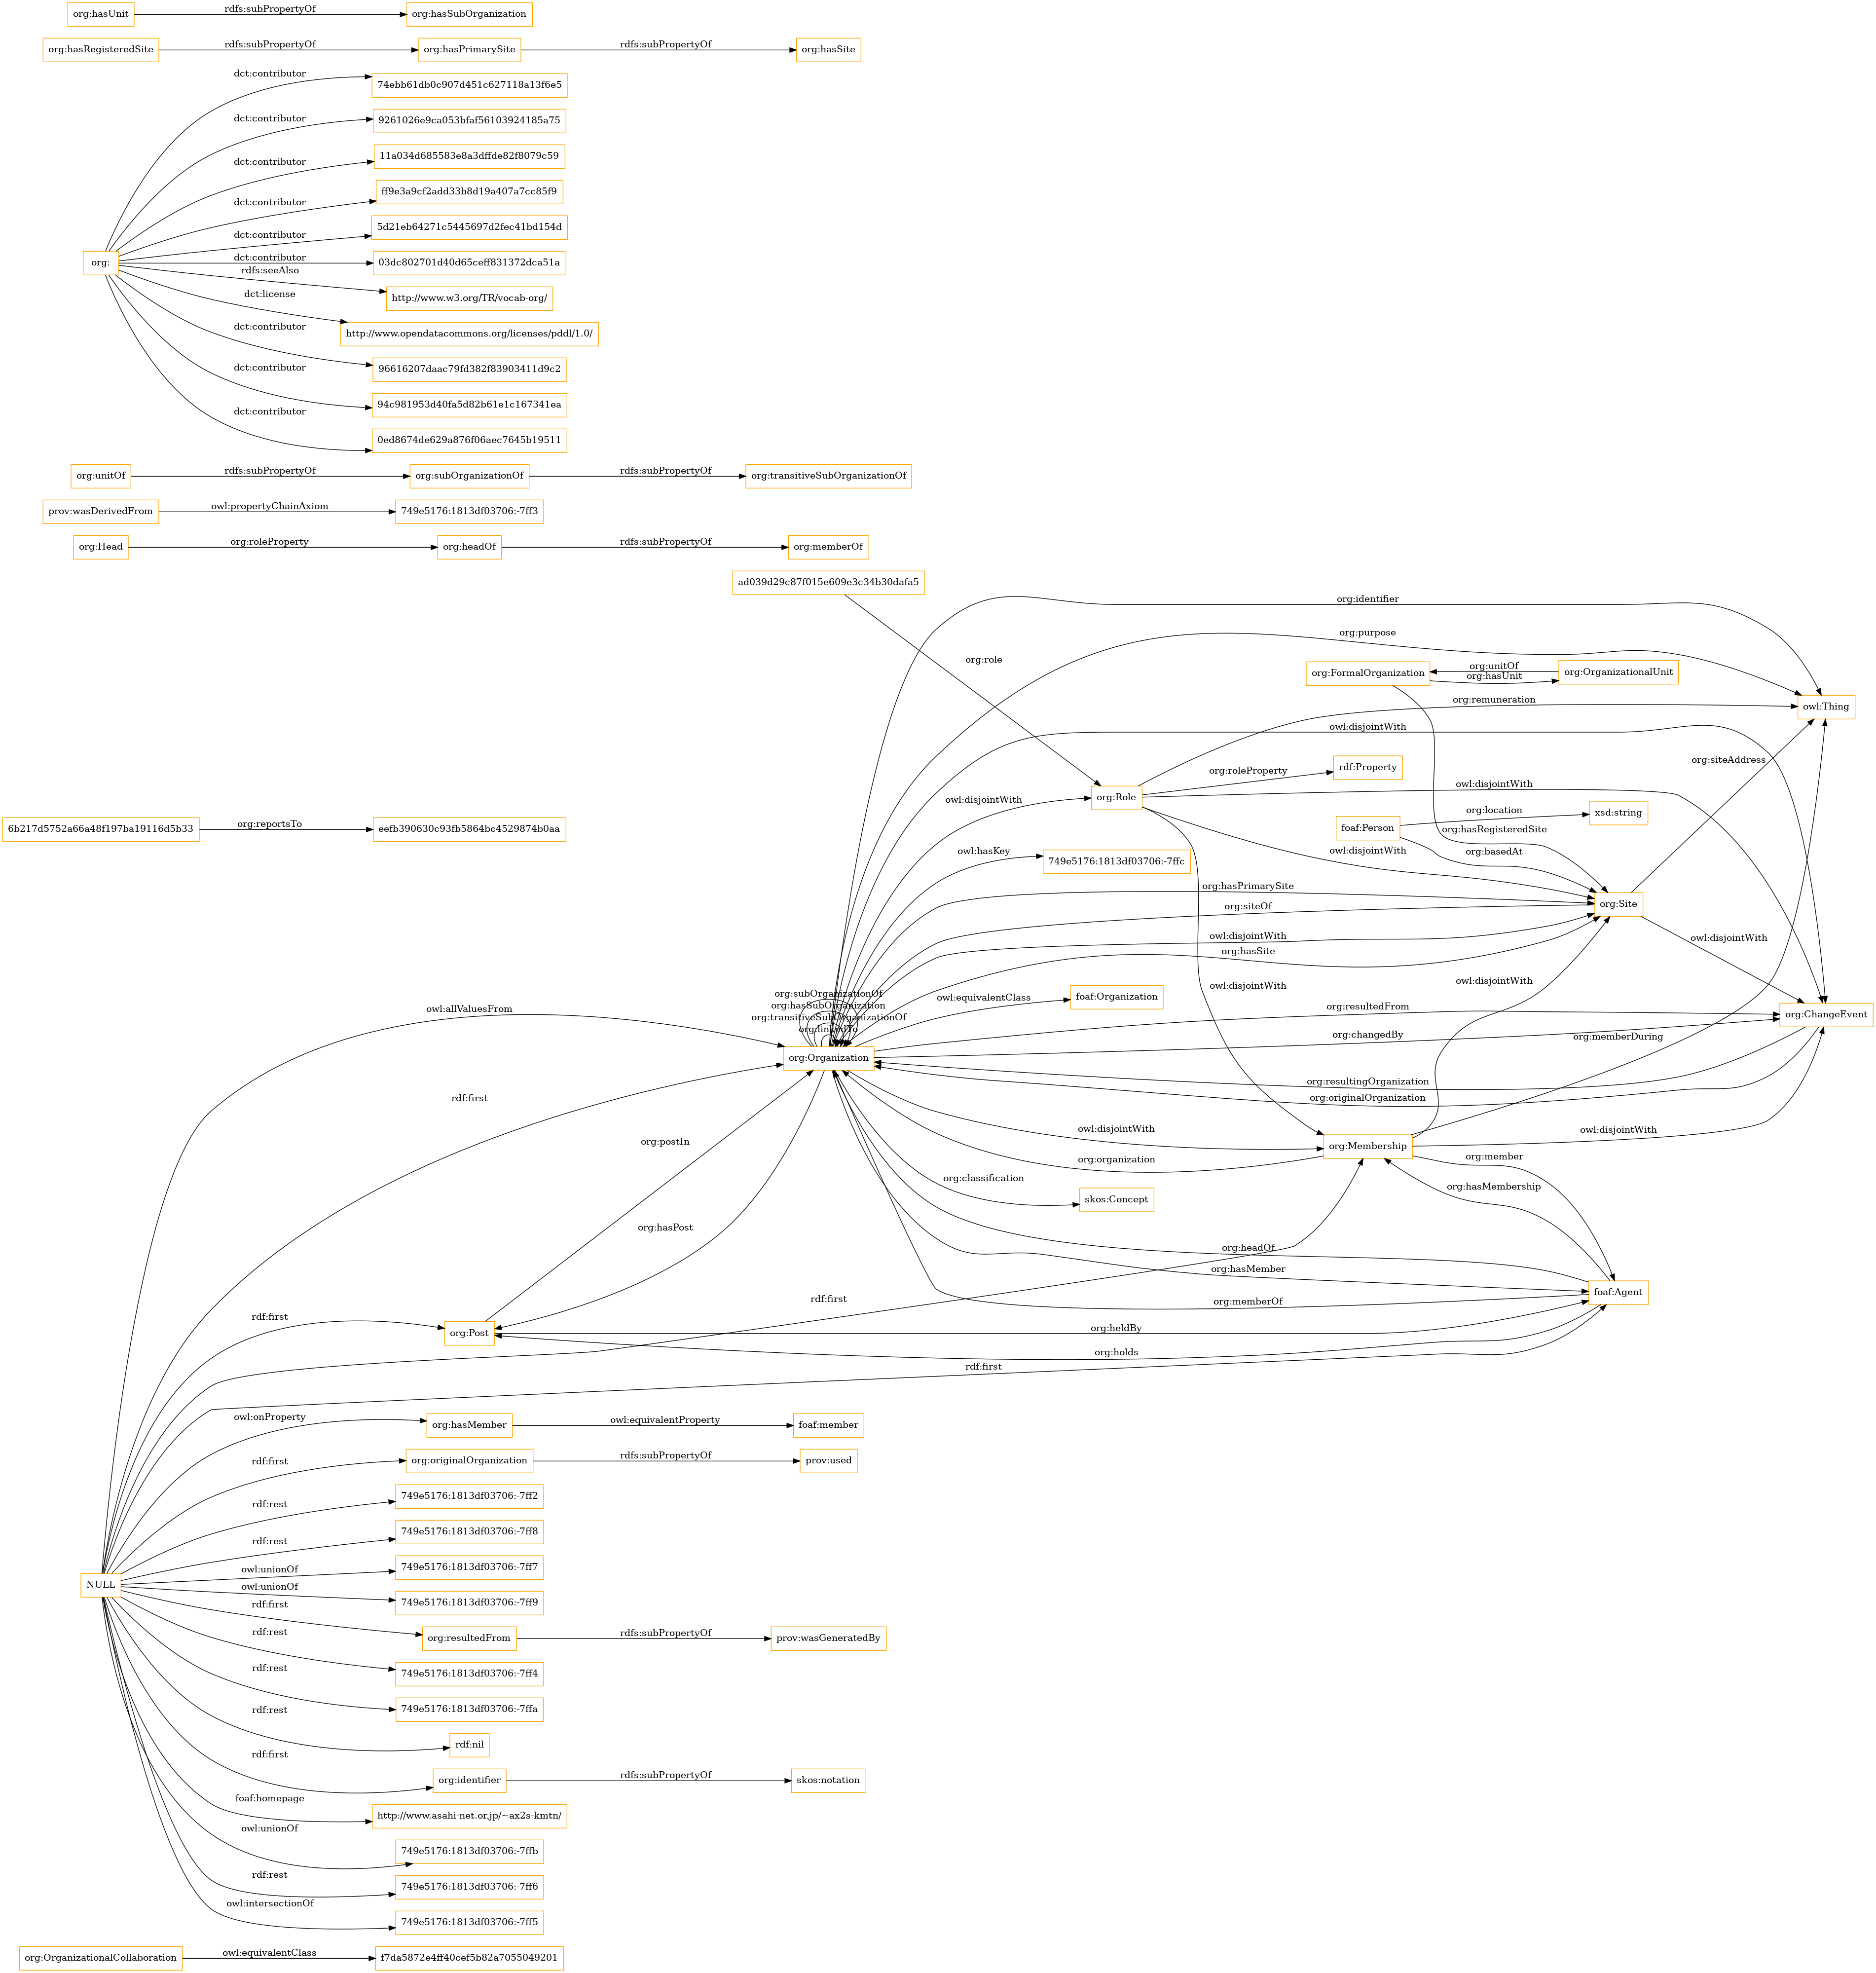 org:hasUnit
rdfs:subPropertyOf
org:hasSubOrganization
org:hasRegisteredSite
rdfs:subPropertyOf
org:hasPrimarySite
rdfs:subPropertyOf
org:hasSite
org:
dct:contributor
74ebb61db0c907d451c627118a13f6e5
dct:contributor
9261026e9ca053bfaf56103924185a75
dct:contributor
11a034d685583e8a3dffde82f8079c59
dct:contributor
ff9e3a9cf2add33b8d19a407a7cc85f9
dct:contributor
5d21eb64271c5445697d2fec41bd154d
dct:contributor
03dc802701d40d65ceff831372dca51a
rdfs:seeAlso
http://www.w3.org/TR/vocab-org/
dct:license
http://www.opendatacommons.org/licenses/pddl/1.0/
dct:contributor
96616207daac79fd382f83903411d9c2
dct:contributor
94c981953d40fa5d82b61e1c167341ea
dct:contributor
0ed8674de629a876f06aec7645b19511
org:unitOf
rdfs:subPropertyOf
org:subOrganizationOf
rdfs:subPropertyOf
org:transitiveSubOrganizationOf
prov:wasDerivedFrom
owl:propertyChainAxiom
749e5176:1813df03706:-7ff3
org:Head
org:roleProperty
org:headOf
rdfs:subPropertyOf
org:memberOf
ad039d29c87f015e609e3c34b30dafa5
org:role
org:identifier
org:purpose
org:FormalOrganization
org:unitOf
org:hasUnit
org:OrganizationalUnit
org:remuneration
owl:Thing
owl:disjointWith
org:siteAddress
org:roleProperty
rdf:Property
owl:disjointWith
org:Role
owl:disjointWith
6b217d5752a66a48f197ba19116d5b33
org:reportsTo
eefb390630c93fb5864bc4529874b0aa
foaf:Person
org:location
xsd:string
org:hasRegisteredSite
org:basedAt
owl:disjointWith
owl:hasKey
749e5176:1813df03706:-7ffc
org:hasPrimarySite
org:siteOf
org:Site
owl:disjointWith
owl:disjointWith
org:hasSite
owl:disjointWith
owl:disjointWith
org:subOrganizationOf
org:hasSubOrganization
org:transitiveSubOrganizationOf
org:linkedTo
owl:equivalentClass
foaf:Organization
owl:allValuesFrom
org:resultedFrom
org:ChangeEvent
org:changedBy
org:memberDuring
org:Organization
org:resultingOrganization
org:originalOrganization
rdf:first
owl:disjointWith
owl:disjointWith
org:Membership
org:postIn
org:organization
org:member
org:classification
skos:Concept
org:hasMembership
org:hasPost
org:headOf
org:hasMember
foaf:Agent
rdf:first
org:memberOf
rdf:first
org:Post
org:heldBy
org:holds
rdf:first
owl:onProperty
org:hasMember
owl:equivalentProperty
foaf:member
rdf:first
org:originalOrganization
rdfs:subPropertyOf
prov:used
rdf:rest
749e5176:1813df03706:-7ff2
rdf:rest
749e5176:1813df03706:-7ff8
NULL
owl:unionOf
749e5176:1813df03706:-7ff7
owl:unionOf
749e5176:1813df03706:-7ff9
rdf:first
org:resultedFrom
rdfs:subPropertyOf
prov:wasGeneratedBy
rdf:rest
749e5176:1813df03706:-7ff4
rdf:rest
749e5176:1813df03706:-7ffa
rdf:rest
rdf:nil
rdf:first
org:identifier
rdfs:subPropertyOf
skos:notation
foaf:homepage
http://www.asahi-net.or.jp/~ax2s-kmtn/
owl:unionOf
749e5176:1813df03706:-7ffb
rdf:rest
749e5176:1813df03706:-7ff6
owl:intersectionOf
749e5176:1813df03706:-7ff5
org:OrganizationalCollaboration
owl:equivalentClass
f7da5872e4ff40cef5b82a7055049201